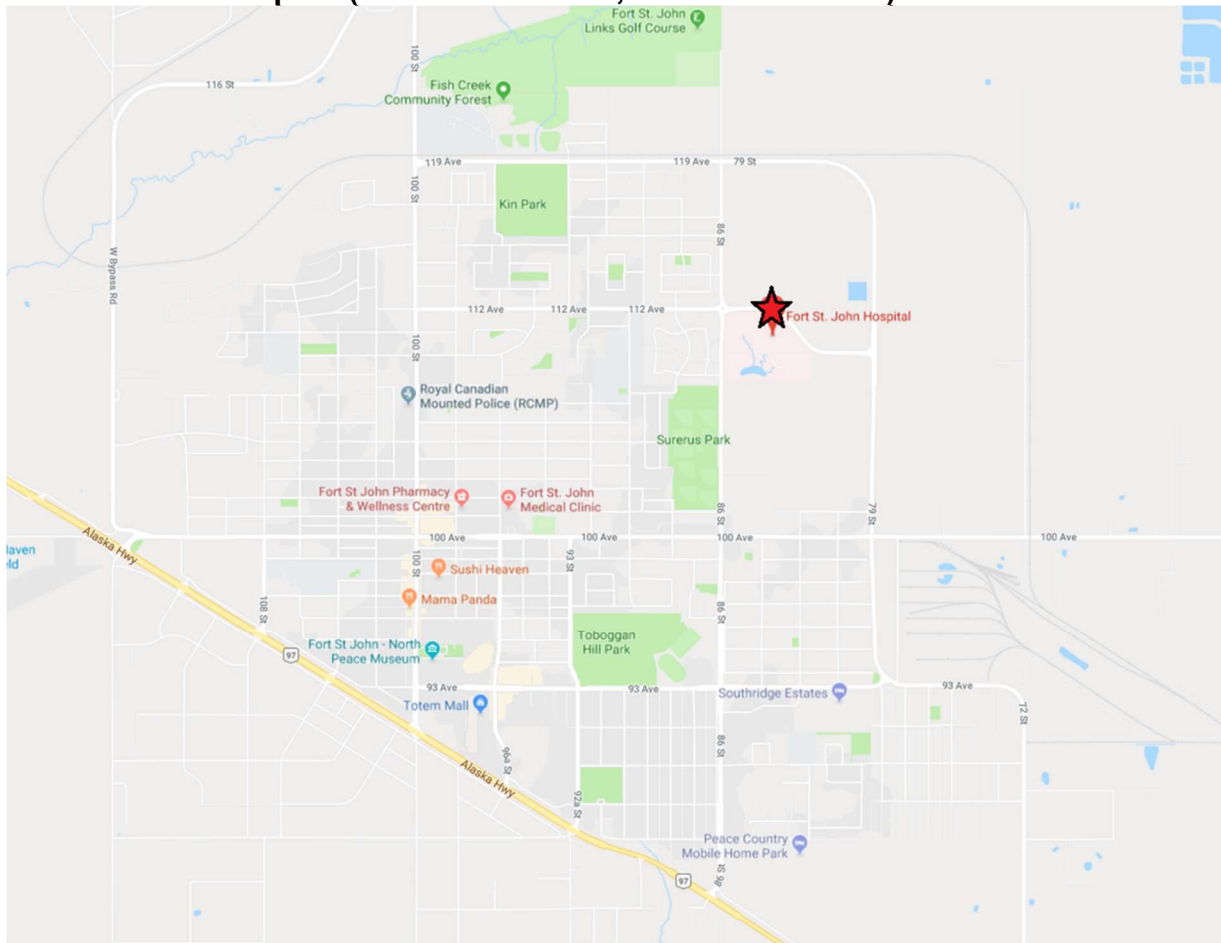 Fort St. John
Links Golf Course
100 St
116 St
Fish Creek
Community Forest
119 Ave
119 Ave
79 St
100 St
Kin Park
86 St
W Bypass Rd
112 Ave
112 Ave
112 Ave
Fort St. John Hospital
100 St
Royal Canadian
Mounted Police (RCMP)
Surerus Park
Fort St John Pharmacy
& Wellness Centre
Fort St. John
Medical Clinic
86 St
79 St
Alaska Hwy
100 Ave
100 Ave
100 Ave
100 Ave
100 St
93 St
Sushi Heaven
Mama Panda
108 St
86 St
Fort St John - North
Peace Museum
Toboggan
Hill Park
97
93 Ave
93 Ave
Southridge Estates
93 Ave
Totem Mall
72 St
86 St
96a St
Alaska Hwy
92a St
Peace Country
Mobile Home Park
86 St
97